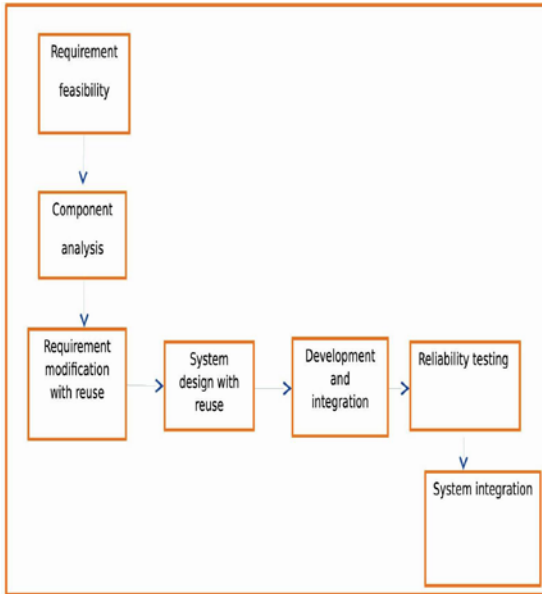 Requirement
feasibility
Component
analysis
Requirement
modification
with reuse
System
design with
reuse
Development
and
integration
Reliability testing
System integration